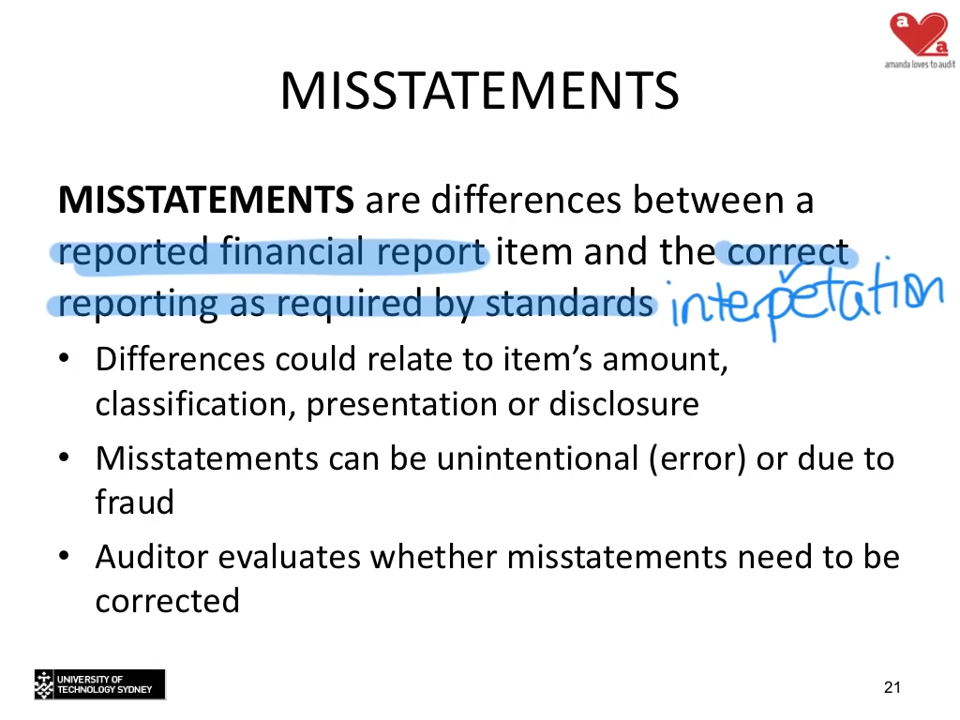 a
a
amanda loves to audit
MISSTATEMENTS
MISSTATEMENTS are differences between a
reported financial report item and the correct
reporting as required by standards interpretation
• Differences could relate to item's amount,
classification, presentation or disclosure
• Misstatements can be unintentional (error) or due to
fraud
• Auditor evaluates whether misstatements need to be
corrected
UNIVERSITY OF
TECHNOLOGY SYDNEY
21